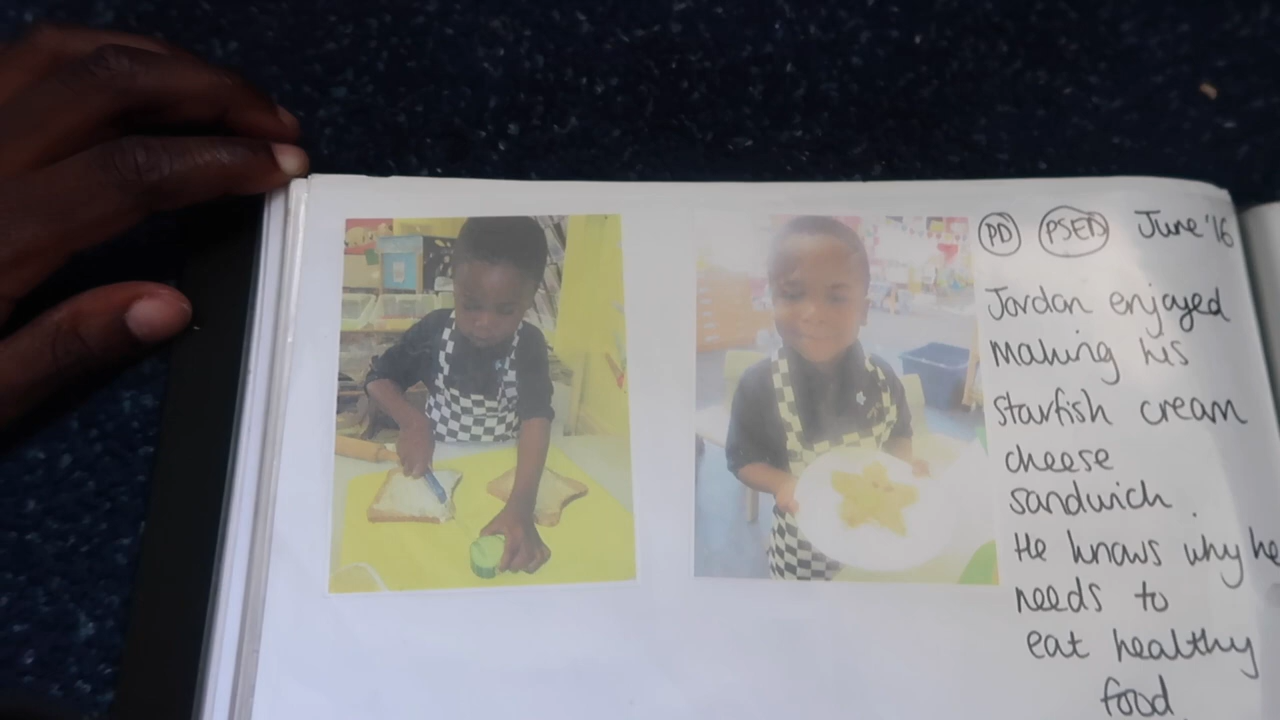 PD PSED June '16
Jordan enjoyed
making his
starfish cream
cheese
sandwich.
He knows why he
needs to
eat healthy
food